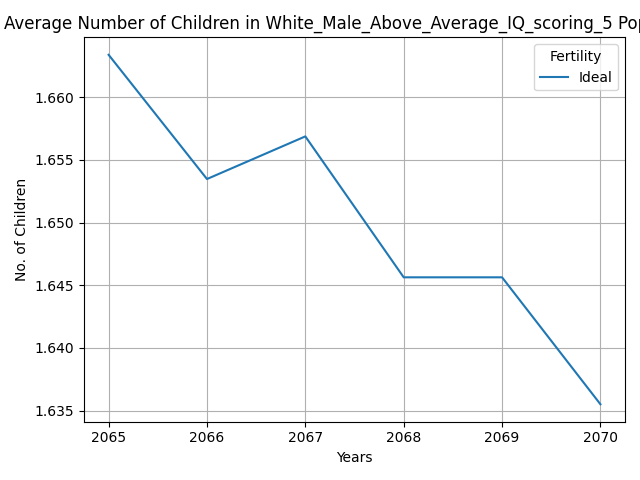 Average Number of Children in White_Male_Above_Average_IQ_scoring_5 Pop
Fertility
Ideal
1.660
1.655
1.650
1.645
1.640
1.635
No. of Children
2065 2066 2067 2068 2069 2070
Years